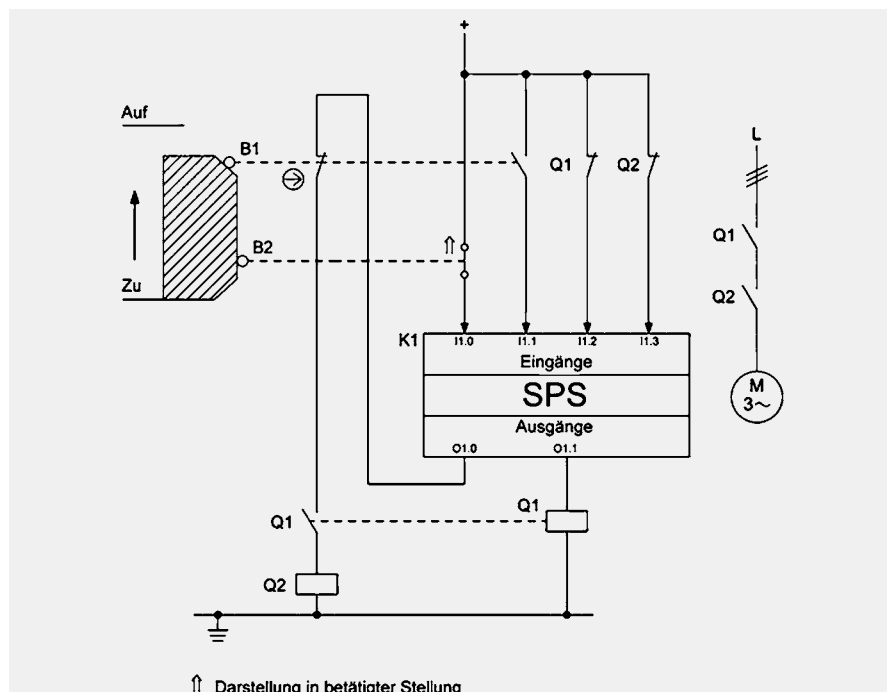 +
Auf
B1
Q1
Q2
L
Q1
B2
Zu
Q2
K1
I1.0 I1.1 I1.2 I1.3
Eingänge
SPS
Ausgänge
O1.0 O1.1
M
3~
Q1
Q1
Q2
⇑ Darstellung in betätigter Stellung